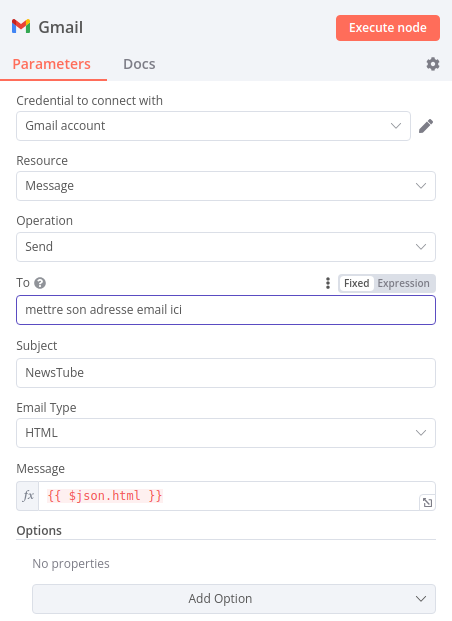 Gmail
Execute node
Parameters Docs
Credential to connect with
Gmail account
Resource
Message
Operation
Send
To ? Fixed Expression
mettre son adresse email ici
Subject
NewsTube
Email Type
HTML
Message
fx {{ $json.html }}
Options
No properties
Add Option